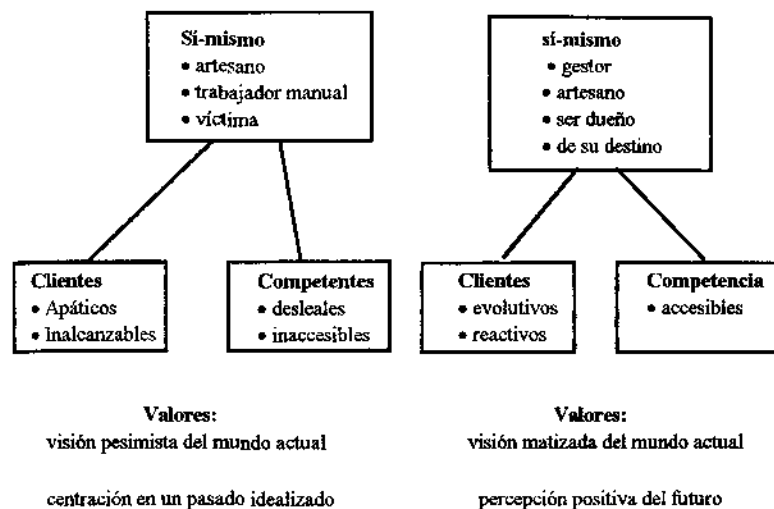 Sí-mismo
• artesano
• trabajador manual
• víctima
sí-mismo
• gestor
• artesano
• ser dueño
• de su destino
Clientes
• Apáticos
• Inalcanzables
Competentes
• desleales
• inaccesibles
Clientes
• evolutivos
• reactivos
Competencia
• accesibles
Valores:
visión pesimista del mundo actual
centración en un pasado idealizado
Valores:
visión matizada del mundo actual
percepción positiva del futuro